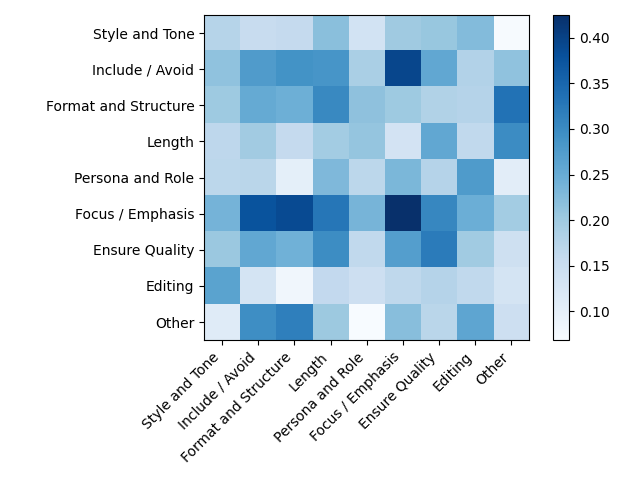 Style and Tone
Include / Avoid
Format and Structure
Length
Persona and Role
Focus / Emphasis
Ensure Quality
Editing
Other
0.40
0.35
0.30
0.25
0.20
0.15
0.10
Style and Tone
Include / Avoid
Format and Structure
Length
Persona and Role
Focus / Emphasis
Ensure Quality
Editing
Other